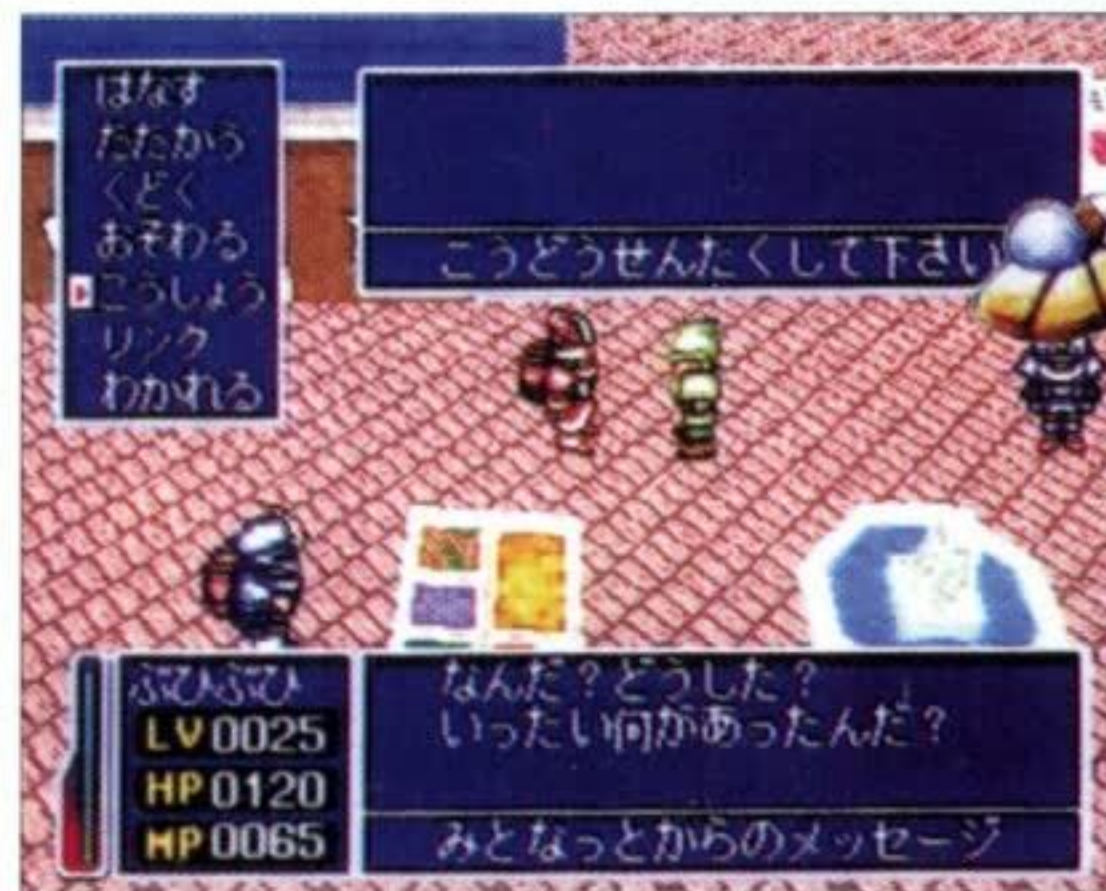 はなす
たたかう
くどく
おそわる
こうしょう
リンク
わかれる
こうどうせんたくして下さい
ぶひぶひ
LV0025
HP0120
MP0065
なんだ？どうした？
いったい何があったんだ？
みとなっとからのメッセージ